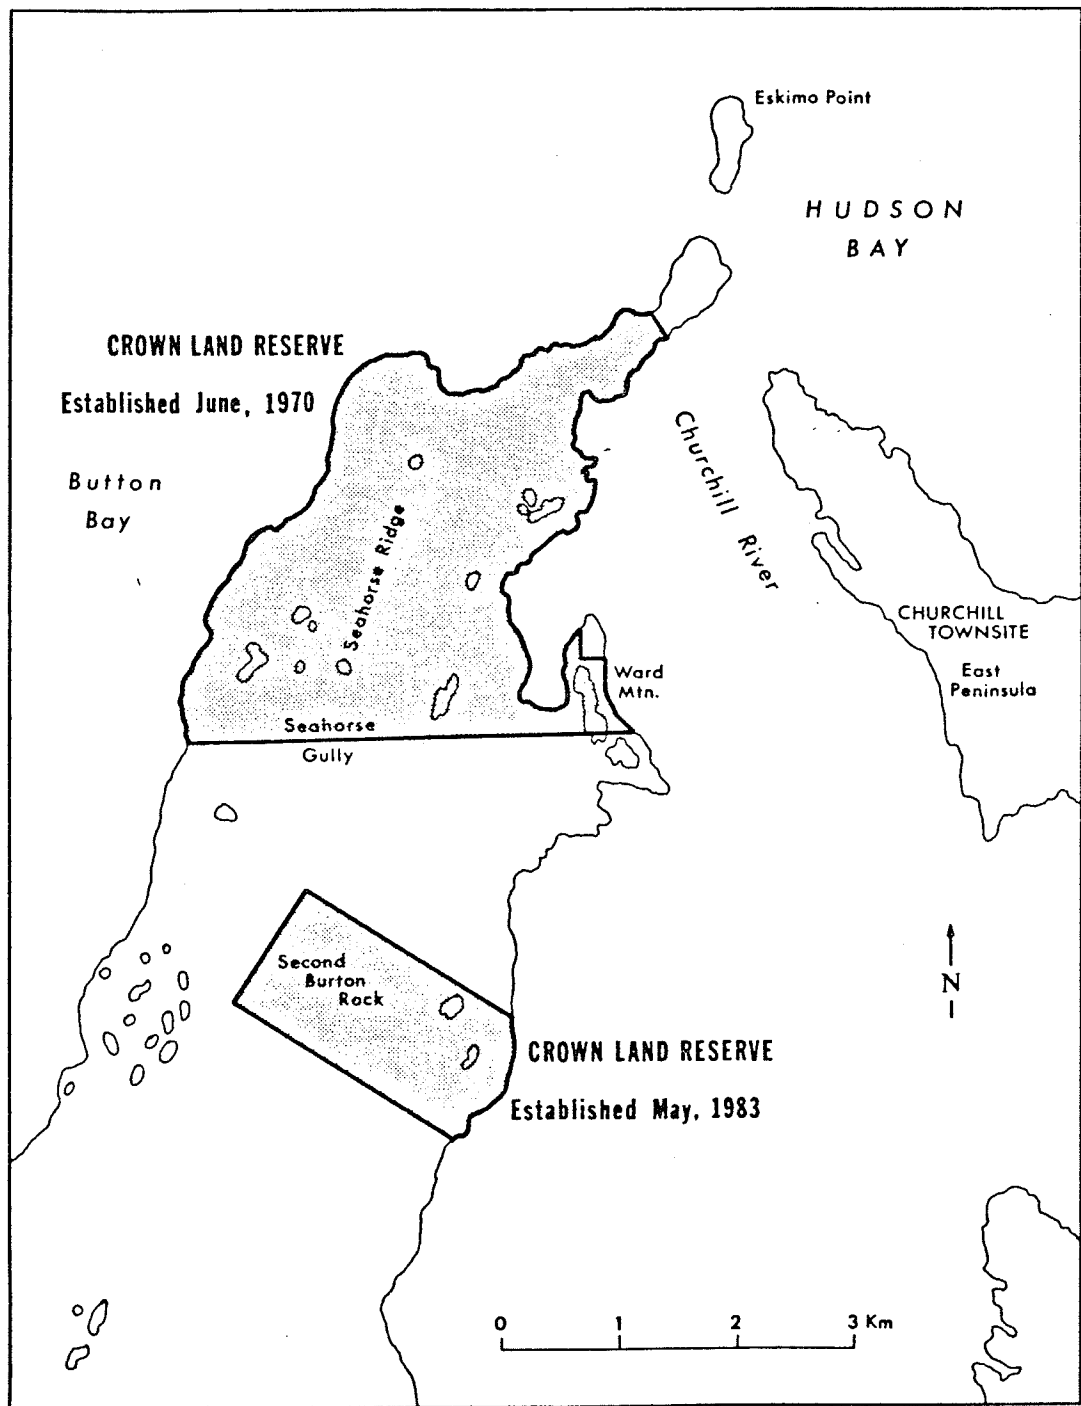 Eskimo Point
HUDSON
BAY
CROWN LAND RESERVE
Established June, 1970
Button
Bay
Churchill River
Seahorse Ridge
CHURCHILL
TOWNSITE
East
Peninsula
Ward
Mtn.
Seahorse
Gully
Second
Burton
Rock
N
CROWN LAND RESERVE
Established May, 1983
0 1 2 3 Km